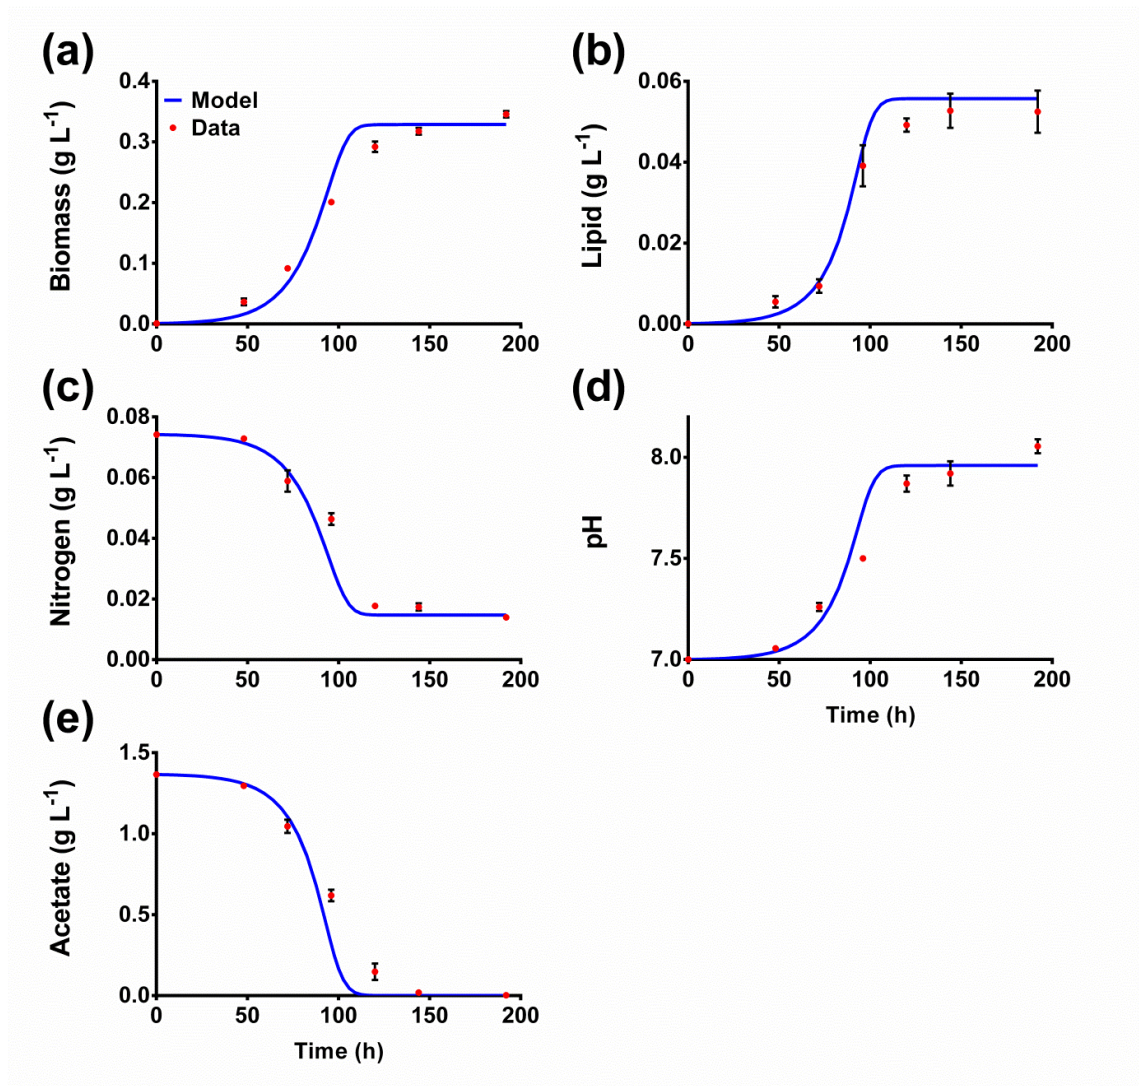 (a)
Biomass (g L-1)
0.4
0.3
0.2
0.1
0.0
Model
Data
0 50 100 150 200
(b)
Lipid (g L-1)
0.06
0.04
0.02
0.00
0 50 100 150 200
(c)
Nitrogen (g L-1)
0.08
0.06
0.04
0.02
0.00
0 50 100 150 200
(d)
pH
8.0
7.5
7.0
0 50 100 150 200
Time (h)
(e)
Acetate (g L-1)
1.5
1.0
0.5
0.0
0 50 100 150 200
Time (h)